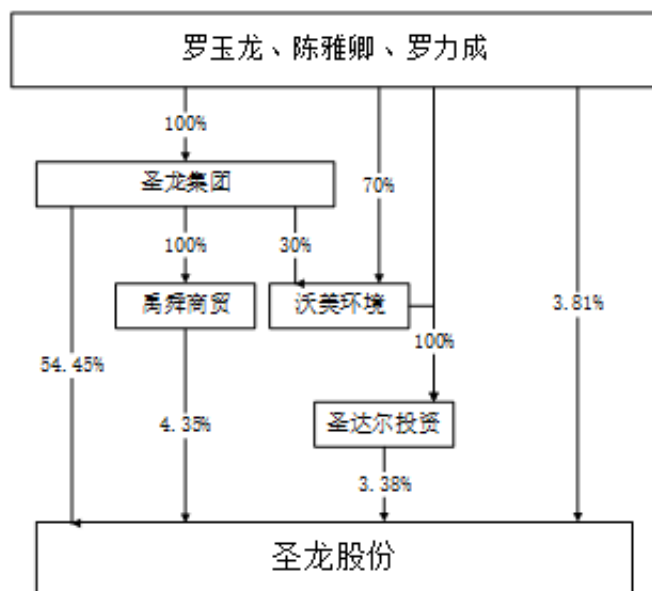 罗玉龙、陈雅卿、罗力成
100%
圣龙集团
70%
100%
30%
禹舜商贸
沃美环境
3.81%
100%
54.45%
圣达尔投资
4.35%
3.38%
圣龙股份